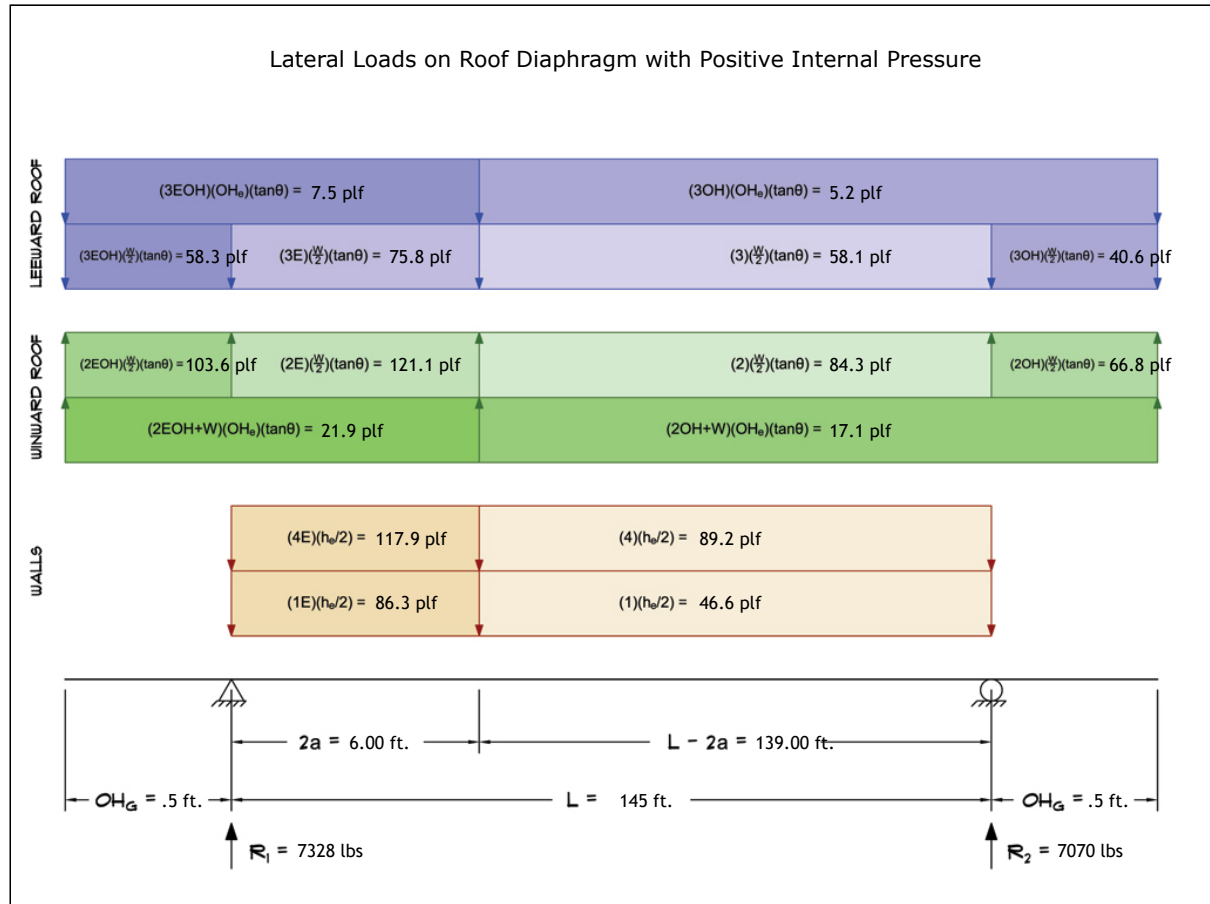 Lateral Loads on Roof Diaphragm with Positive Internal Pressure
LEEWARD ROOF
(3EOH)(OHₑ)(tanθ) = 7.5 plf
(3OH)(OHₑ)(tanθ) = 5.2 plf
(3EOH)(W/2)(tanθ) = 58.3 plf
(3E)(W/2)(tanθ) = 75.8 plf
(3)(W/2)(tanθ) = 58.1 plf
(3OH)(W/2)(tanθ) = 40.6 plf
WINWARD ROOF
(2EOH)(W/2)(tanθ) = 103.6 plf
(2E)(W/2)(tanθ) = 121.1 plf
(2)(W/2)(tanθ) = 84.3 plf
(2OH)(W/2)(tanθ) = 66.8 plf
(2EOH+W)(OHₑ)(tanθ) = 21.9 plf
(2OH+W)(OHₑ)(tanθ) = 17.1 plf
WALLS
(4E)(hₑ/2) = 117.9 plf
(4)(hₑ/2) = 89.2 plf
(1E)(hₑ/2) = 86.3 plf
(1)(hₑ/2) = 46.6 plf
2a = 6.00 ft.
L - 2a = 139.00 ft.
OH_G = .5 ft.
L = 145 ft.
OH_G = .5 ft.
R₁ = 7328 lbs
R₂ = 7070 lbs